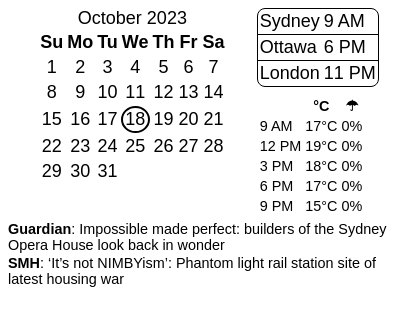 October 2023
Su Mo Tu We Th Fr Sa
1 2 3 4 5 6 7
8 9 10 11 12 13 14
15 16 17 18 19 20 21
22 23 24 25 26 27 28
29 30 31
Sydney 9 AM
Ottawa 6 PM
London 11 PM
°C ☂
9 AM 17°C 0%
12 PM 19°C 0%
3 PM 18°C 0%
6 PM 17°C 0%
9 PM 15°C 0%
Guardian: Impossible made perfect: builders of the Sydney
Opera House look back in wonder
SMH: ‘It’s not NIMBYism’: Phantom light rail station site of
latest housing war